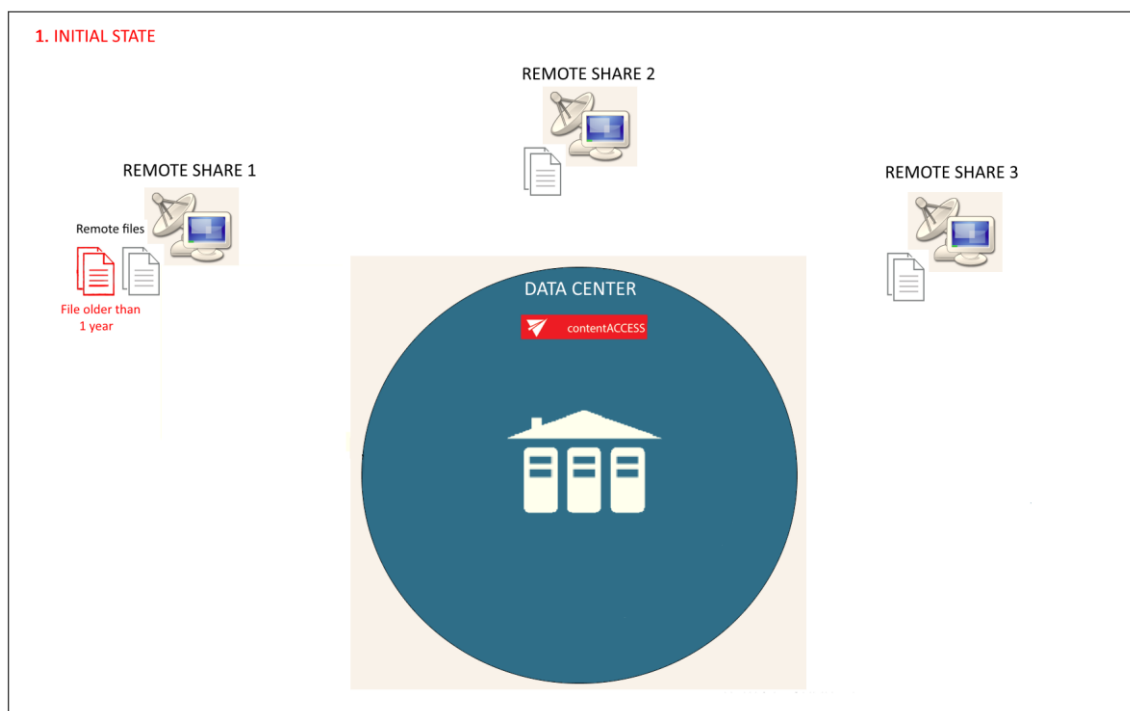 1. INITIAL STATE
REMOTE SHARE 2
REMOTE SHARE 1
REMOTE SHARE 3
Remote files
File older than
1 year
DATA CENTER
contentACCESS